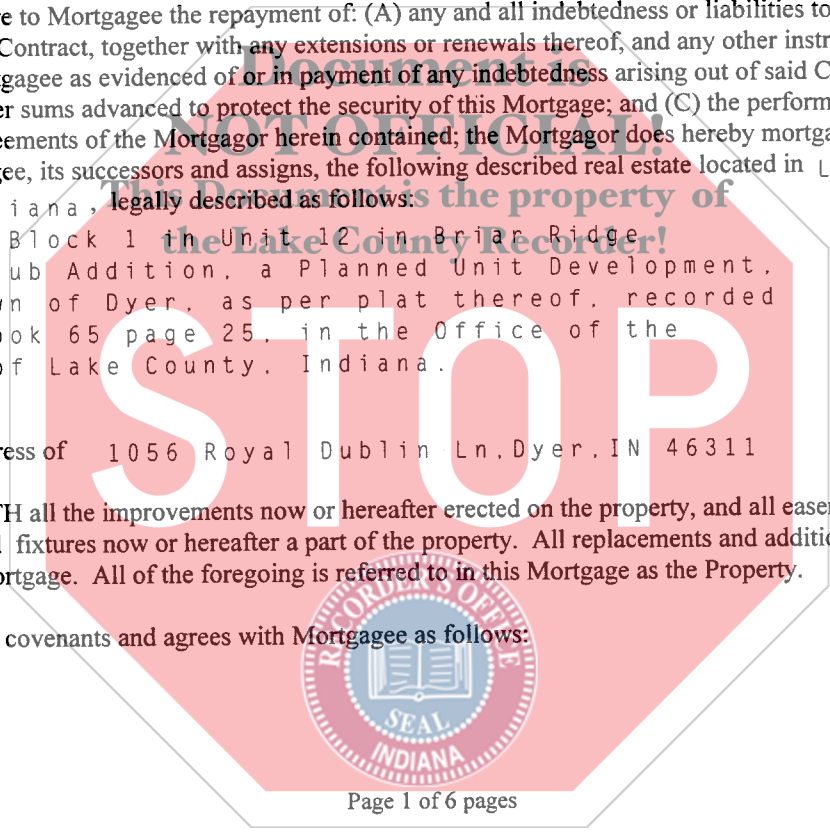 re to Mortgagee the repayment of: (A) any and all indebtedness or liabilities to
Contract, together with any extensions or renewals thereof, and any other instr
Document is
gagee as evidenced of or in payment of any indebtedness arising out of said C
er sums advanced to protect the security of this Mortgage; and (C) the perform
NOT OFFICIAL!
eements of the Mortgagor herein contained; the Mortgagor does hereby mortga
ee, its successors and assigns, the following described real estate located in L
This Document is the property of
iana, legally described as follows:
Block 1 in Unit 12 in Briar Ridge
the Lake County Recorder!
ub Addition, a Planned Unit Development,
n of Dyer, as per plat thereof, recorded
ok 65 page 25, in the Office of the
f Lake County, Indiana.
STOP
ress of 1056 Royal Dublin Ln,Dyer,IN 46311
TH all the improvements now or hereafter erected on the property, and all easem
fixtures now or hereafter a part of the property. All replacements and additio
ortgage. All of the foregoing is referred to in this Mortgage as the Property.
covenants and agrees with Mortgagee as follows:
RECORDER'S OFFICE
SEAL
INDIANA
Page 1 of 6 pages